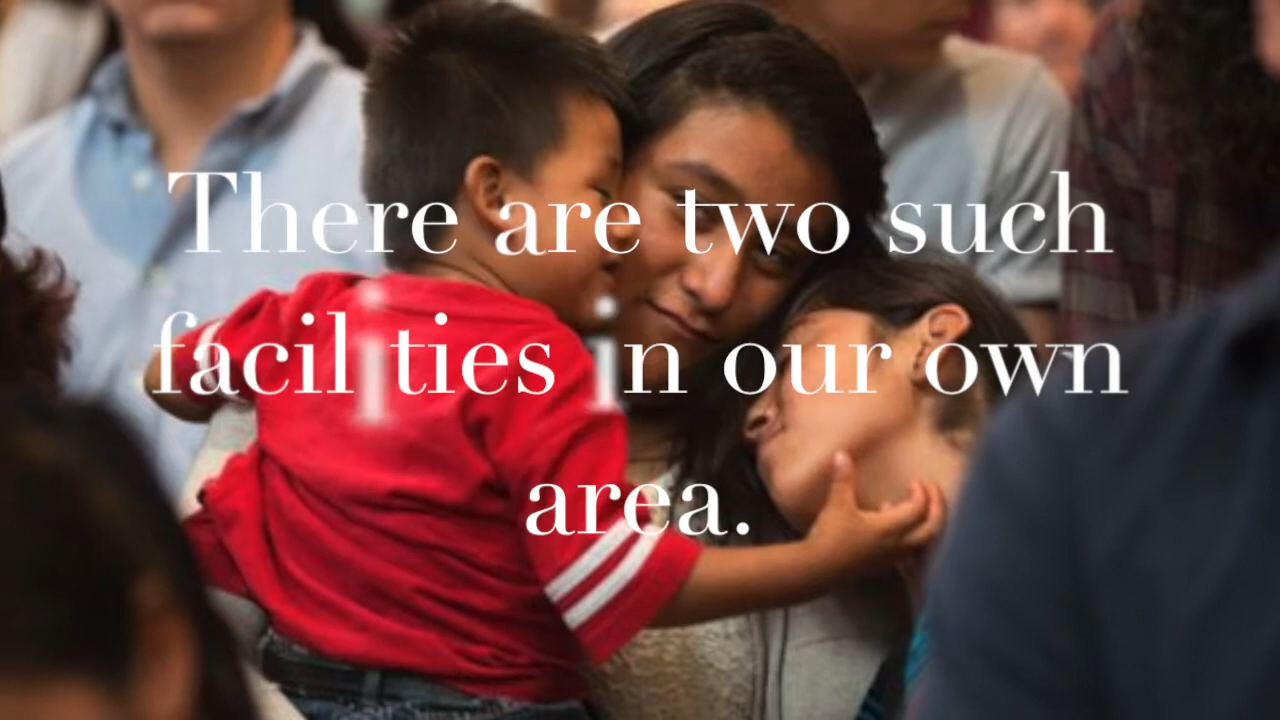 There are two such
facilities in our own
area.